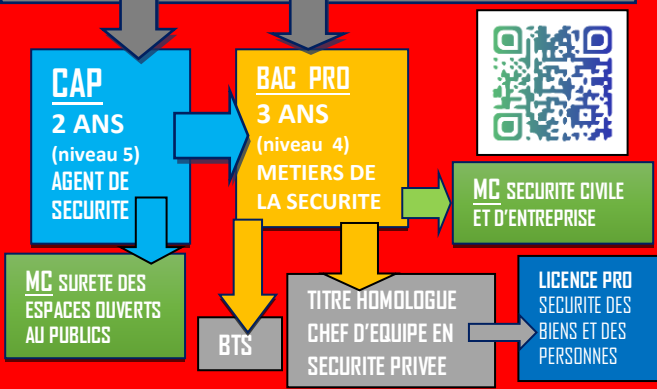 CAP
2 ANS
(niveau 5)
AGENT DE
SECURITE
BAC PRO
3 ANS
(niveau 4)
METIERS DE
LA SECURITE
MC SECURITE CIVILE
ET D'ENTREPRISE
MC SURETE DES
ESPACES OUVERTS
AU PUBLICS
BTS
TITRE HOMOLOGUE
CHEF D'EQUIPE EN
SECURITE PRIVEE
LICENCE PRO
SECURITE DES
BIENS ET DES
PERSONNES